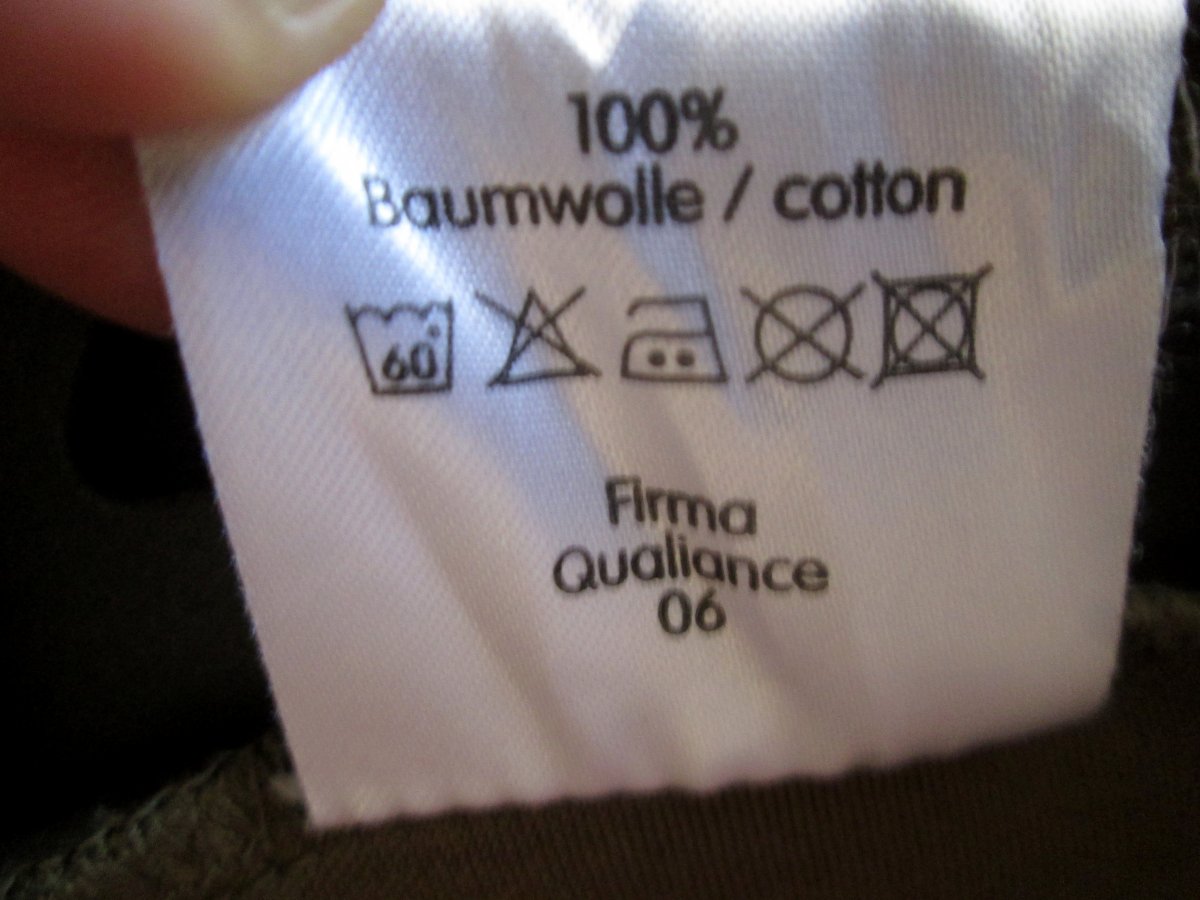 100%
Baumwolle / cotton
60°
Firma
Qualiance
06